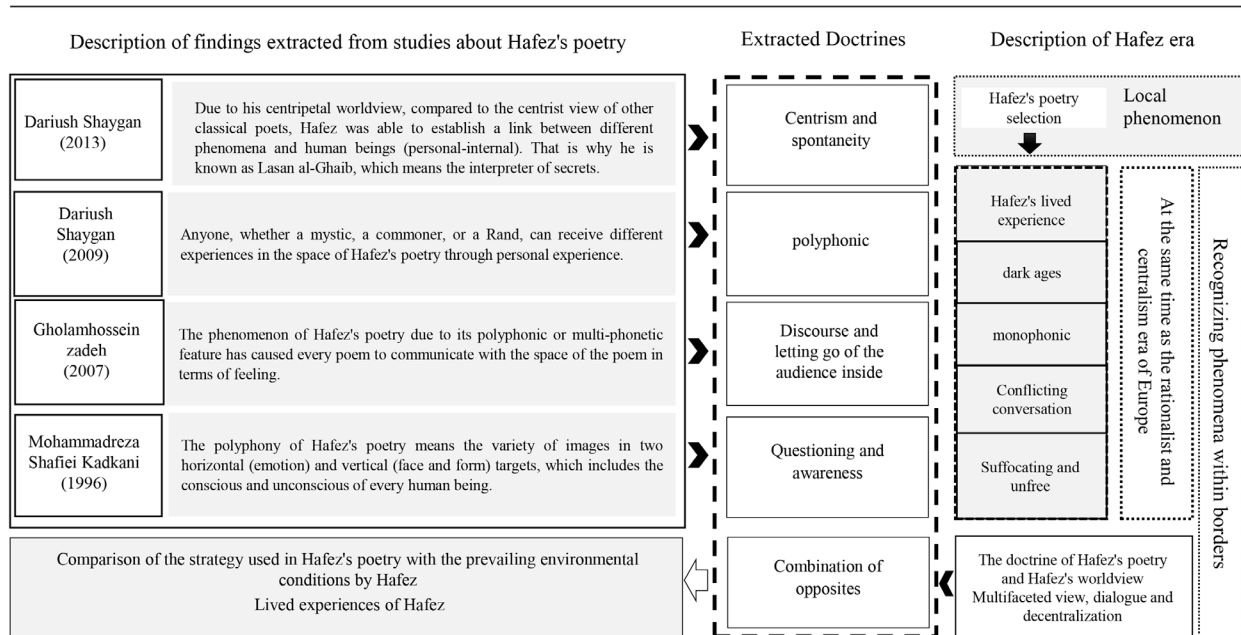 Description of findings extracted from studies about Hafez's poetry
Extracted Doctrines
Description of Hafez era
Dariush Shaygan
(2013)
Due to his centripetal worldview, compared to the centrist view of other
classical poets, Hafez was able to establish a link between different
phenomena and human beings (personal-internal). That is why he is
known as Lasan al-Ghaib, which means the interpreter of secrets.
Centrism and
spontaneity
Hafez's poetry
selection
Local
phenomenon
Dariush
Shaygan
(2009)
Anyone, whether a mystic, a commoner, or a Rand, can receive different
experiences in the space of Hafez's poetry through personal experience.
polyphonic
Gholamhossein
zadeh
(2007)
The phenomenon of Hafez's poetry due to its polyphonic or multi-phonetic
feature has caused every poem to communicate with the space of the poem in
terms of feeling.
Discourse and
letting go of the
audience inside
Mohammadreza
Shafiei Kadkani
(1996)
The polyphony of Hafez's poetry means the variety of images in two
horizontal (emotion) and vertical (face and form) targets, which includes the
conscious and unconscious of every human being.
Questioning and
awareness
Hafez's lived
experience
dark ages
monophonic
Conflicting
conversation
Suffocating and
unfree
At the same time as the rationalist and
centralism era of Europe
Recognizing phenomena within borders
Comparison of the strategy used in Hafez's poetry with the prevailing environmental
conditions by Hafez
Lived experiences of Hafez
Combination of
opposites
The doctrine of Hafez's poetry
and Hafez's worldview
Multifaceted view, dialogue and
decentralization